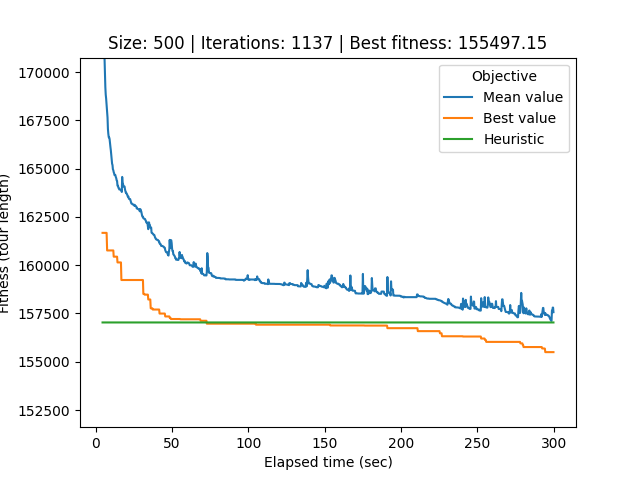 Size: 500 | Iterations: 1137 | Best fitness: 155497.15
170000
167500
165000
162500
160000
157500
155000
152500
Fitness (tour length)
Objective
Mean value
Best value
Heuristic
0 50 100 150 200 250 300
Elapsed time (sec)